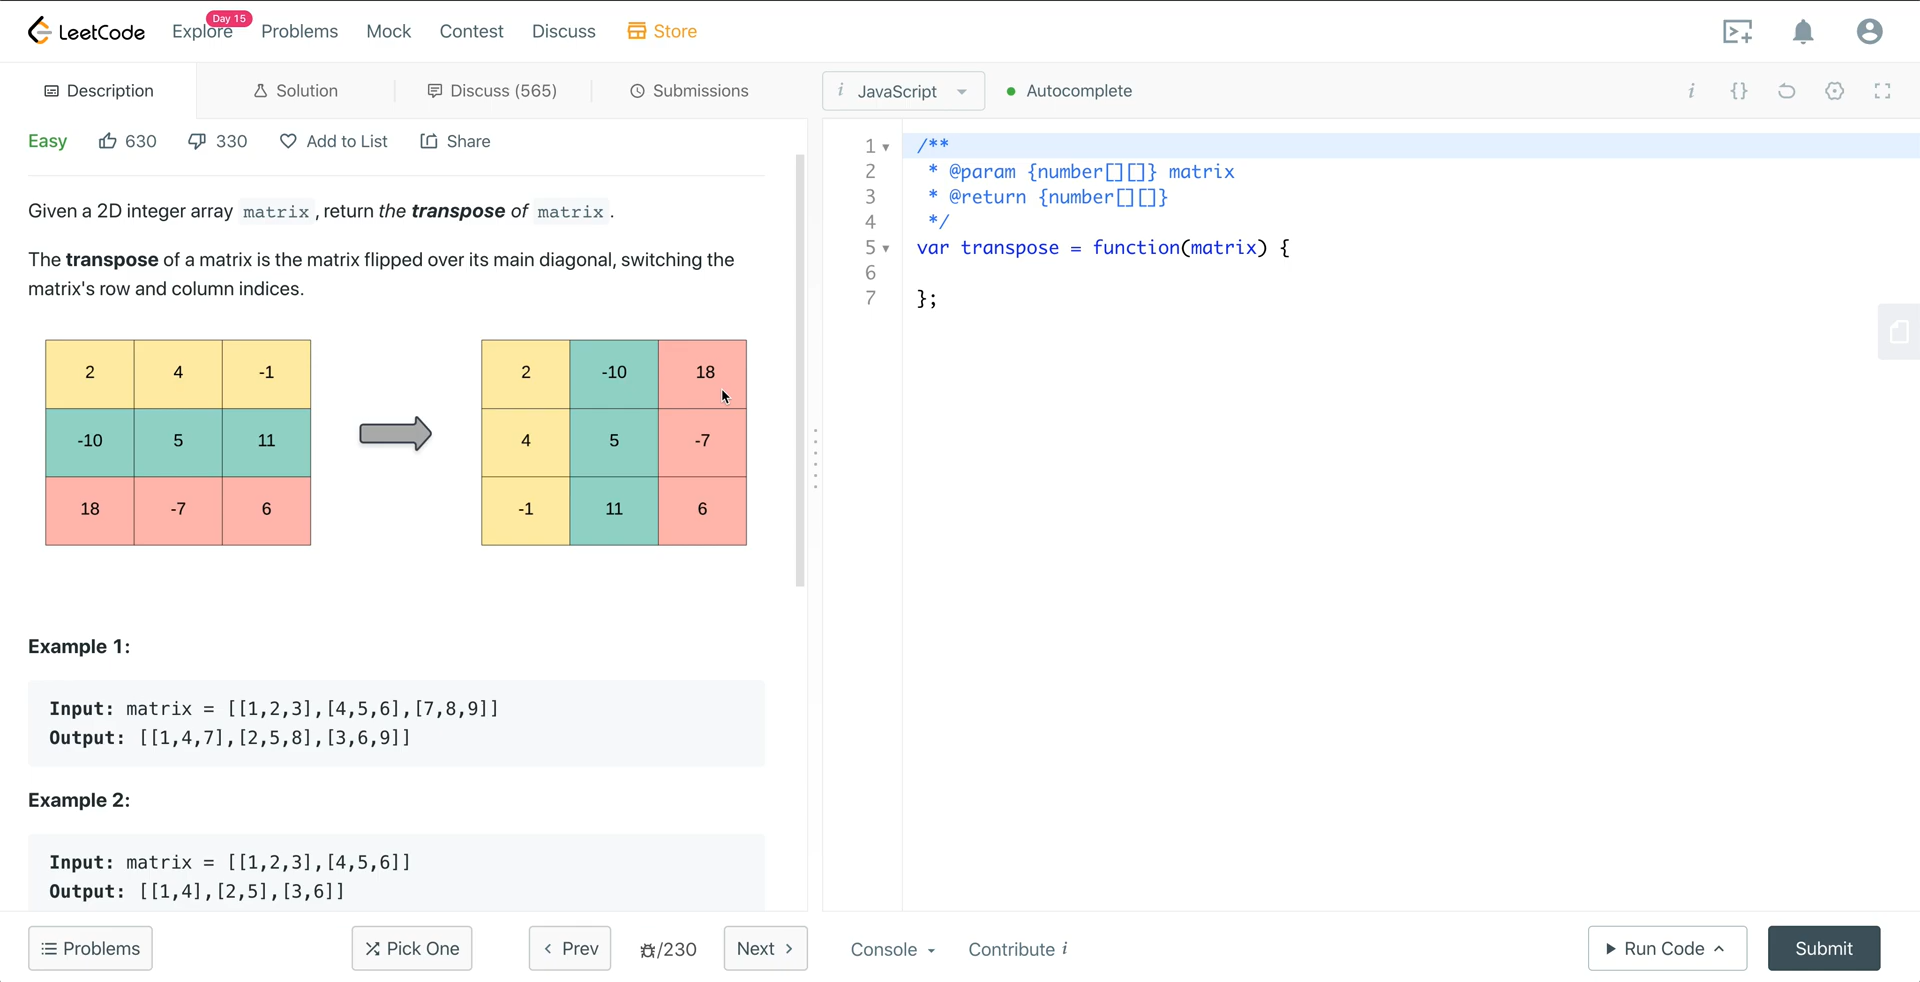 LeetCode Explore Day 15 Problems Mock Contest Discuss Store
Description Solution Discuss (565) Submissions
Easy 630 330 Add to List Share
Given a 2D integer array matrix, return the transpose of matrix.
The transpose of a matrix is the matrix flipped over its main diagonal, switching the
matrix's row and column indices.
2 4 -1 2 -10 18
-10 5 11 4 5 -7
18 -7 6 -1 11 6
Example 1:
Input: matrix = [[1,2,3],[4,5,6],[7,8,9]]
Output: [[1,4,7],[2,5,8],[3,6,9]]
Example 2:
Input: matrix = [[1,2,3],[4,5,6]]
Output: [[1,4],[2,5],[3,6]]
Problems Pick One Prev /230 Next
i JavaScript Autocomplete i {}
1 /**
2 * @param {number[][]} matrix
3 * @return {number[][]}
4 */
5 var transpose = function(matrix) {
6
7 };
Console Contribute i Run Code Submit